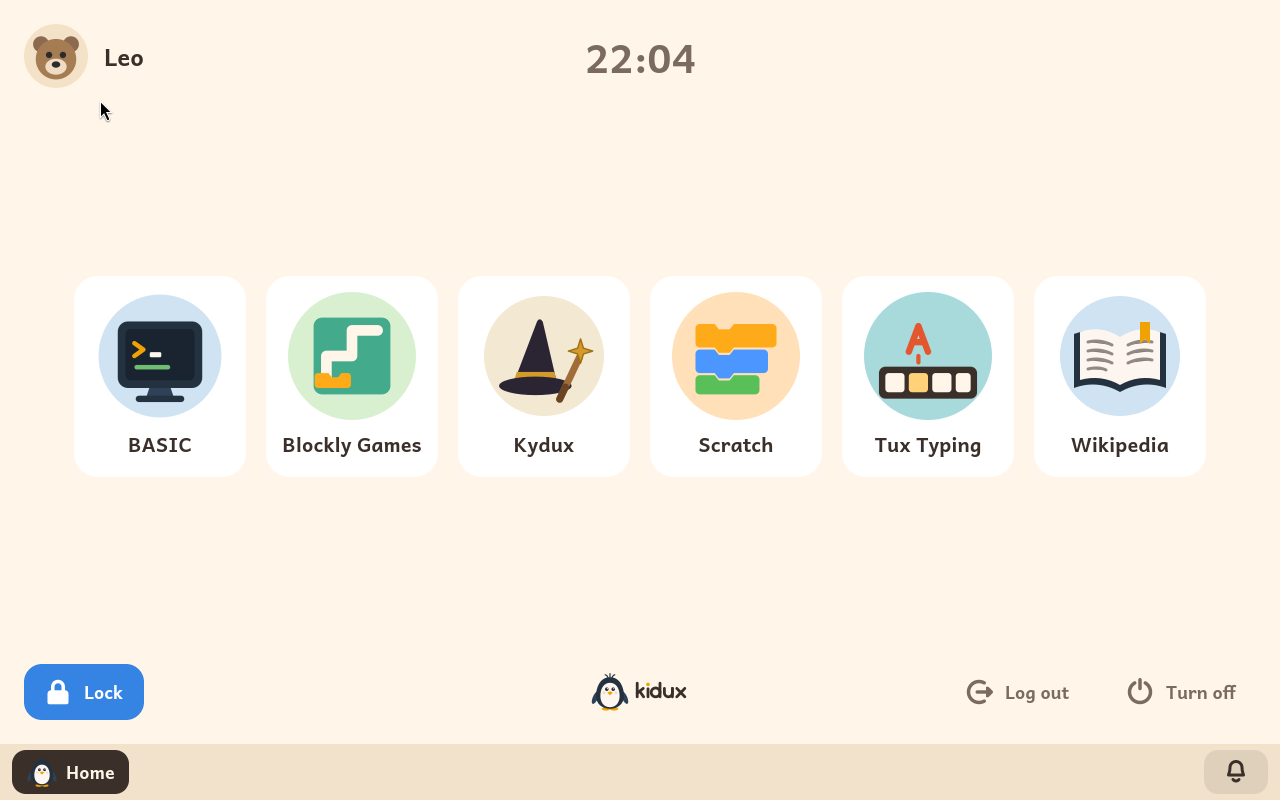 Leo
22:04
BASIC
Blockly Games
Kydux
Scratch
A
Tux Typing
Wikipedia
Lock
kidux
Log out
Turn off
Home